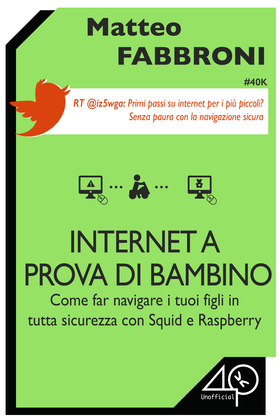 Matteo
FABBRONI
#40K
RT @iz5wga: Primi passi su internet per i più piccoli?
Senza paura con la navigazione sicura
INTERNET A
PROVA DI BAMBINO
Come far navigare i tuoi figli in
tutta sicurezza con Squid e Raspberry
40
Unofficial